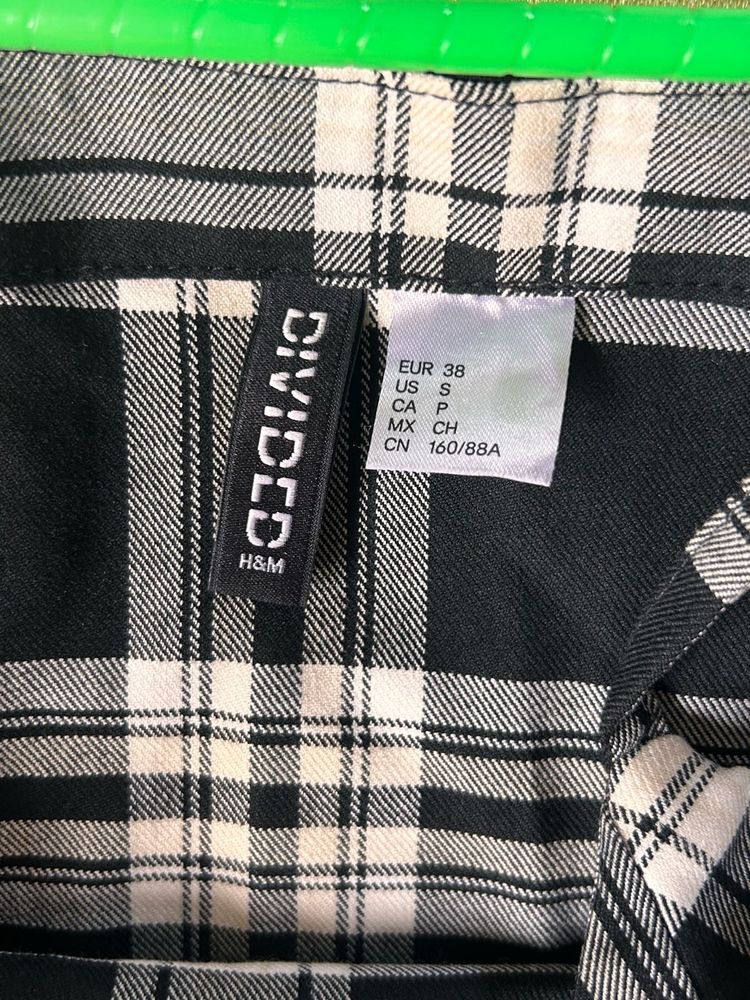 DIVIDED
H&M
EUR 38
US S
CA P
MX CH
CN 160/88A